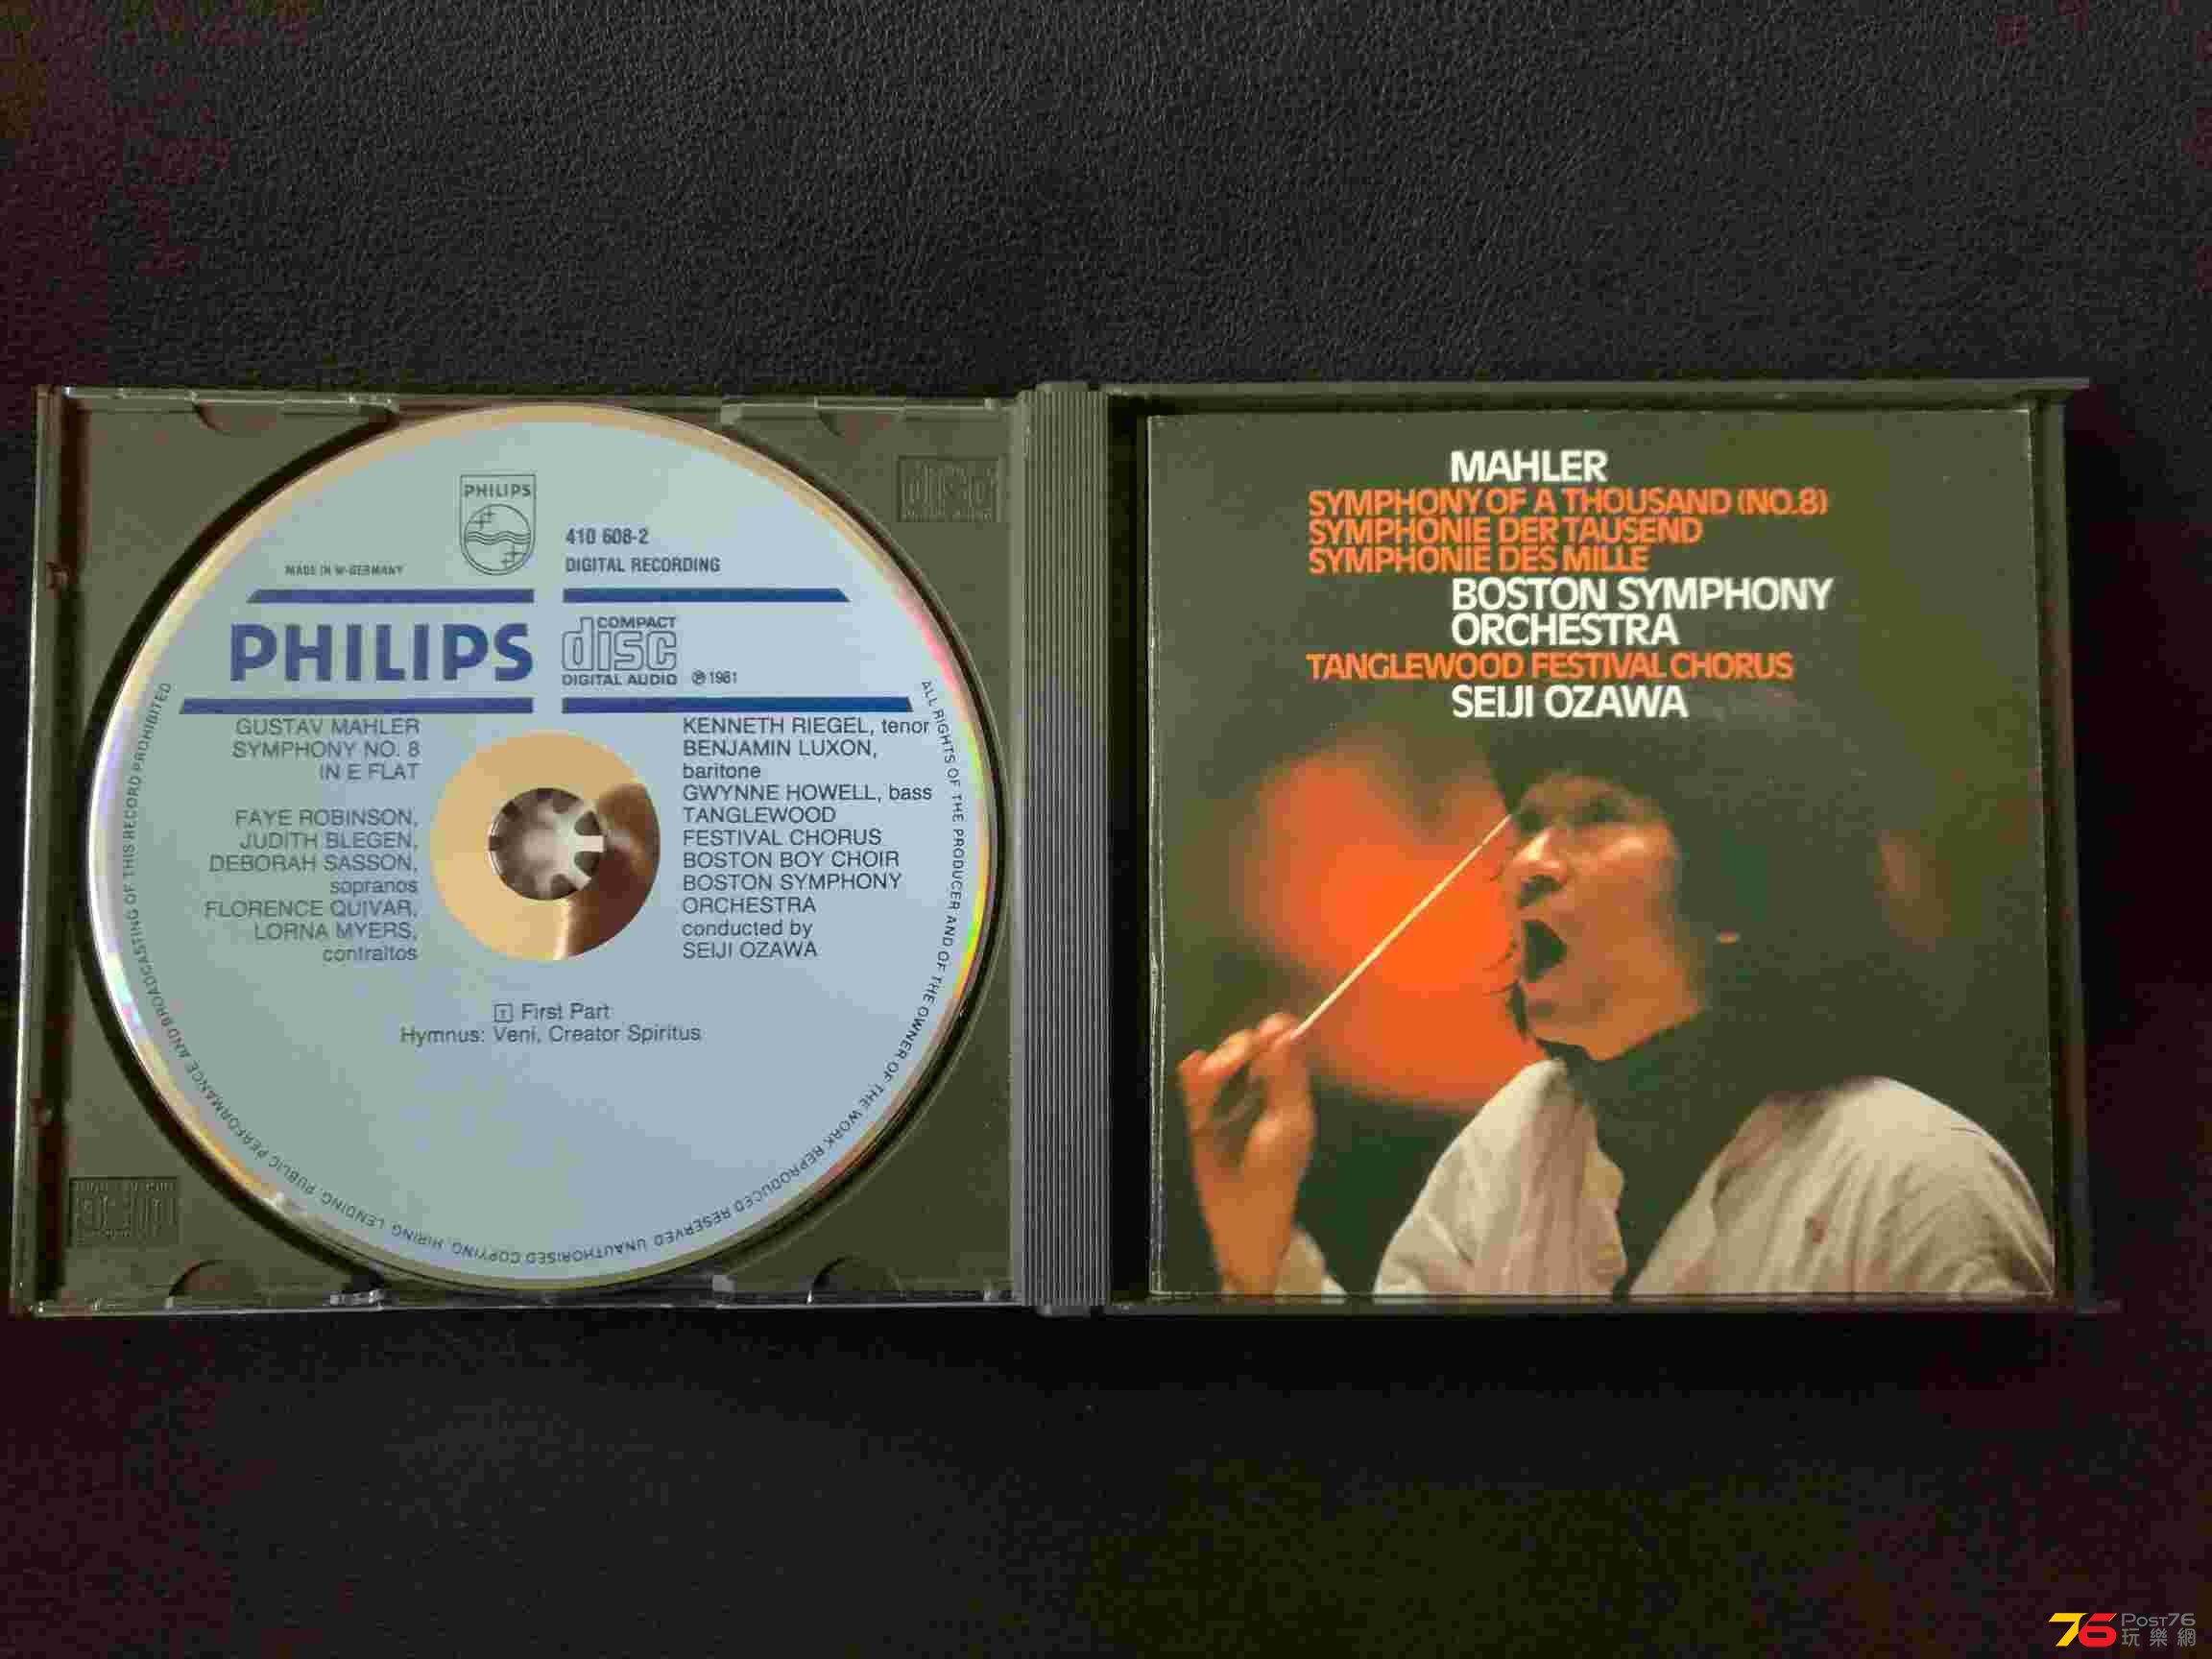 PHILIPS
410 608-2
DIGITAL RECORDING
MADE IN W-GERMANY
PHILIPS
COMPACT
disc
DIGITAL AUDIO
℗ 1981
GUSTAV MAHLER
SYMPHONY NO. 8
IN E FLAT
FAYE ROBINSON,
JUDITH BLEGEN,
DEBORAH SASSON,
sopranos
FLORENCE QUIVAR,
LORNA MYERS,
contraltos
KENNETH RIEGEL, tenor
BENJAMIN LUXON,
baritone
GWYNNE HOWELL, bass
TANGLEWOOD
FESTIVAL CHORUS
BOSTON BOY CHOIR
BOSTON SYMPHONY
ORCHESTRA
conducted by
SEIJI OZAWA
1 First Part
Hymnus: Veni, Creator Spiritus
ALL RIGHTS OF THE PRODUCER AND OF THE OWNER OF THE WORK REPRODUCED RESERVED. UNAUTHORISED COPYING, HIRING, LENDING, PUBLIC PERFORMANCE AND BROADCASTING OF THIS RECORD PROHIBITED
MAHLER
SYMPHONY OF A THOUSAND (NO.8)
SYMPHONIE DER TAUSEND
SYMPHONIE DES MILLE
BOSTON SYMPHONY
ORCHESTRA
TANGLEWOOD FESTIVAL CHORUS
SEIJI OZAWA
76 POST76
玩樂網